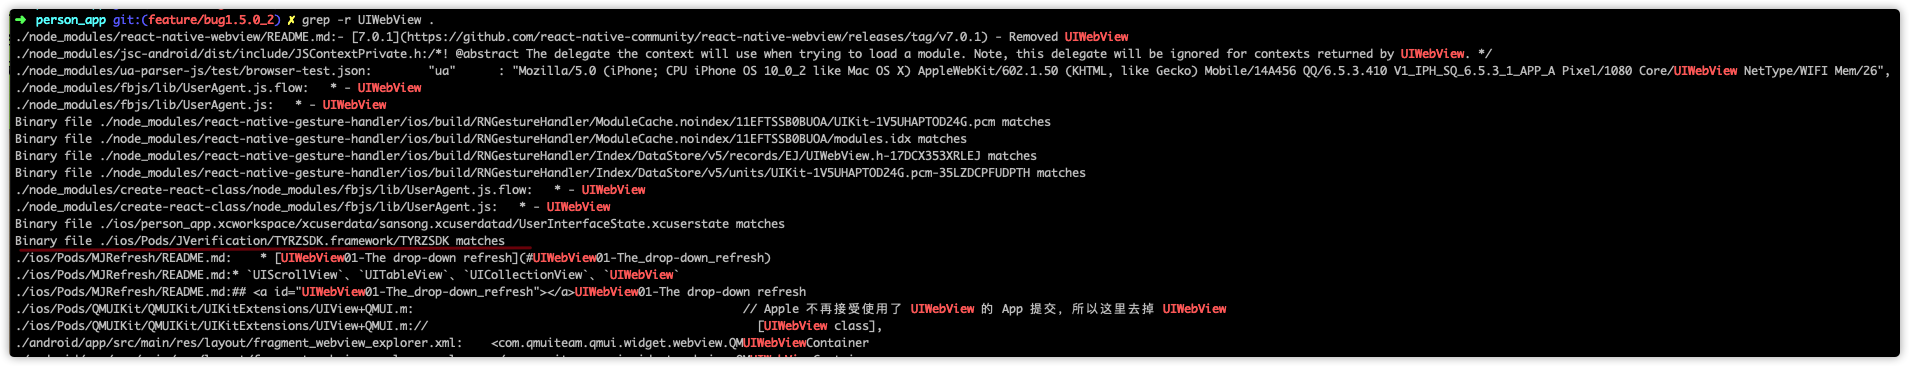 ➜ person_app git:(feature/bug1.5.0_2) ✗ grep -r UIWebView .
./node_modules/react-native-webview/README.md:- [7.0.1](https://github.com/react-native-community/react-native-webview/releases/tag/v7.0.1) - Removed UIWebView
./node_modules/jsc-android/dist/include/JSContextPrivate.h:/*! @abstract The delegate the context will use when trying to load a module. Note, this delegate will be ignored for contexts returned by UIWebView. */
./node_modules/ua-parser-js/test/browser-test.json:        "ua"      : "Mozilla/5.0 (iPhone; CPU iPhone OS 10_0_2 like Mac OS X) AppleWebKit/602.1.50 (KHTML, like Gecko) Mobile/14A456 QQ/6.5.3.410 V1_IPH_SQ_6.5.3_1_APP_A Pixel/1080 Core/UIWebView NetType/WIFI Mem/26",
./node_modules/fbjs/lib/UserAgent.js.flow:   * - UIWebView
./node_modules/fbjs/lib/UserAgent.js:   * - UIWebView
Binary file ./node_modules/react-native-gesture-handler/ios/build/RNGestureHandler/ModuleCache.noindex/11EFTSSB0BUOA/UIKit-1V5UHAPTOD24G.pcm matches
Binary file ./node_modules/react-native-gesture-handler/ios/build/RNGestureHandler/ModuleCache.noindex/11EFTSSB0BUOA/modules.idx matches
Binary file ./node_modules/react-native-gesture-handler/ios/build/RNGestureHandler/Index/DataStore/v5/records/EJ/UIWebView.h-17DCX353XRLEJ matches
Binary file ./node_modules/react-native-gesture-handler/ios/build/RNGestureHandler/Index/DataStore/v5/units/UIKit-1V5UHAPTOD24G.pcm-35LZDCPFUDPTH matches
./node_modules/create-react-class/node_modules/fbjs/lib/UserAgent.js.flow:   * - UIWebView
./node_modules/create-react-class/node_modules/fbjs/lib/UserAgent.js:   * - UIWebView
Binary file ./ios/person_app.xcworkspace/xcuserdata/sansong.xcuserdatad/UserInterfaceState.xcuserstate matches
Binary file ./ios/Pods/JVerification/TYRZSDK.framework/TYRZSDK matches
./ios/Pods/MJRefresh/README.md:    * [UIWebView01-The drop-down refresh](#UIWebView01-The_drop-down_refresh)
./ios/Pods/MJRefresh/README.md:* `UIScrollView`、`UITableView`、`UICollectionView`、`UIWebView`
./ios/Pods/MJRefresh/README.md:## <a id="UIWebView01-The_drop-down_refresh"></a>UIWebView01-The drop-down refresh
./ios/Pods/QMUIKit/QMUIKit/UIKitExtensions/UIView+QMUI.m:                                               // Apple 不再接受使用了 UIWebView 的 App 提交，所以这里去掉 UIWebView
./ios/Pods/QMUIKit/QMUIKit/UIKitExtensions/UIView+QMUI.m://                                               [UIWebView class],
./android/app/src/main/res/layout/fragment_webview_explorer.xml:    <com.qmuiteam.qmui.widget.webview.QMUIWebViewContainer